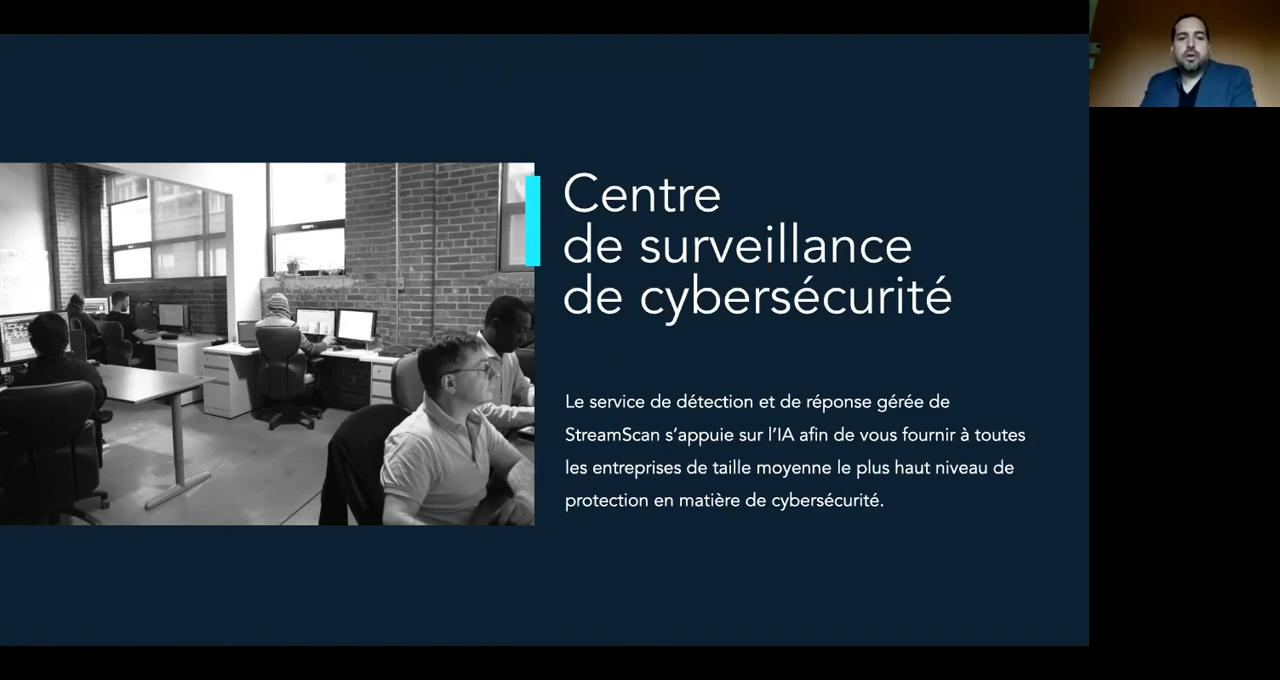 Centre
de surveillance
de cybersécurité
Le service de détection et de réponse gérée de
StreamScan s’appuie sur l’IA afin de vous fournir à toutes
les entreprises de taille moyenne le plus haut niveau de
protection en matière de cybersécurité.